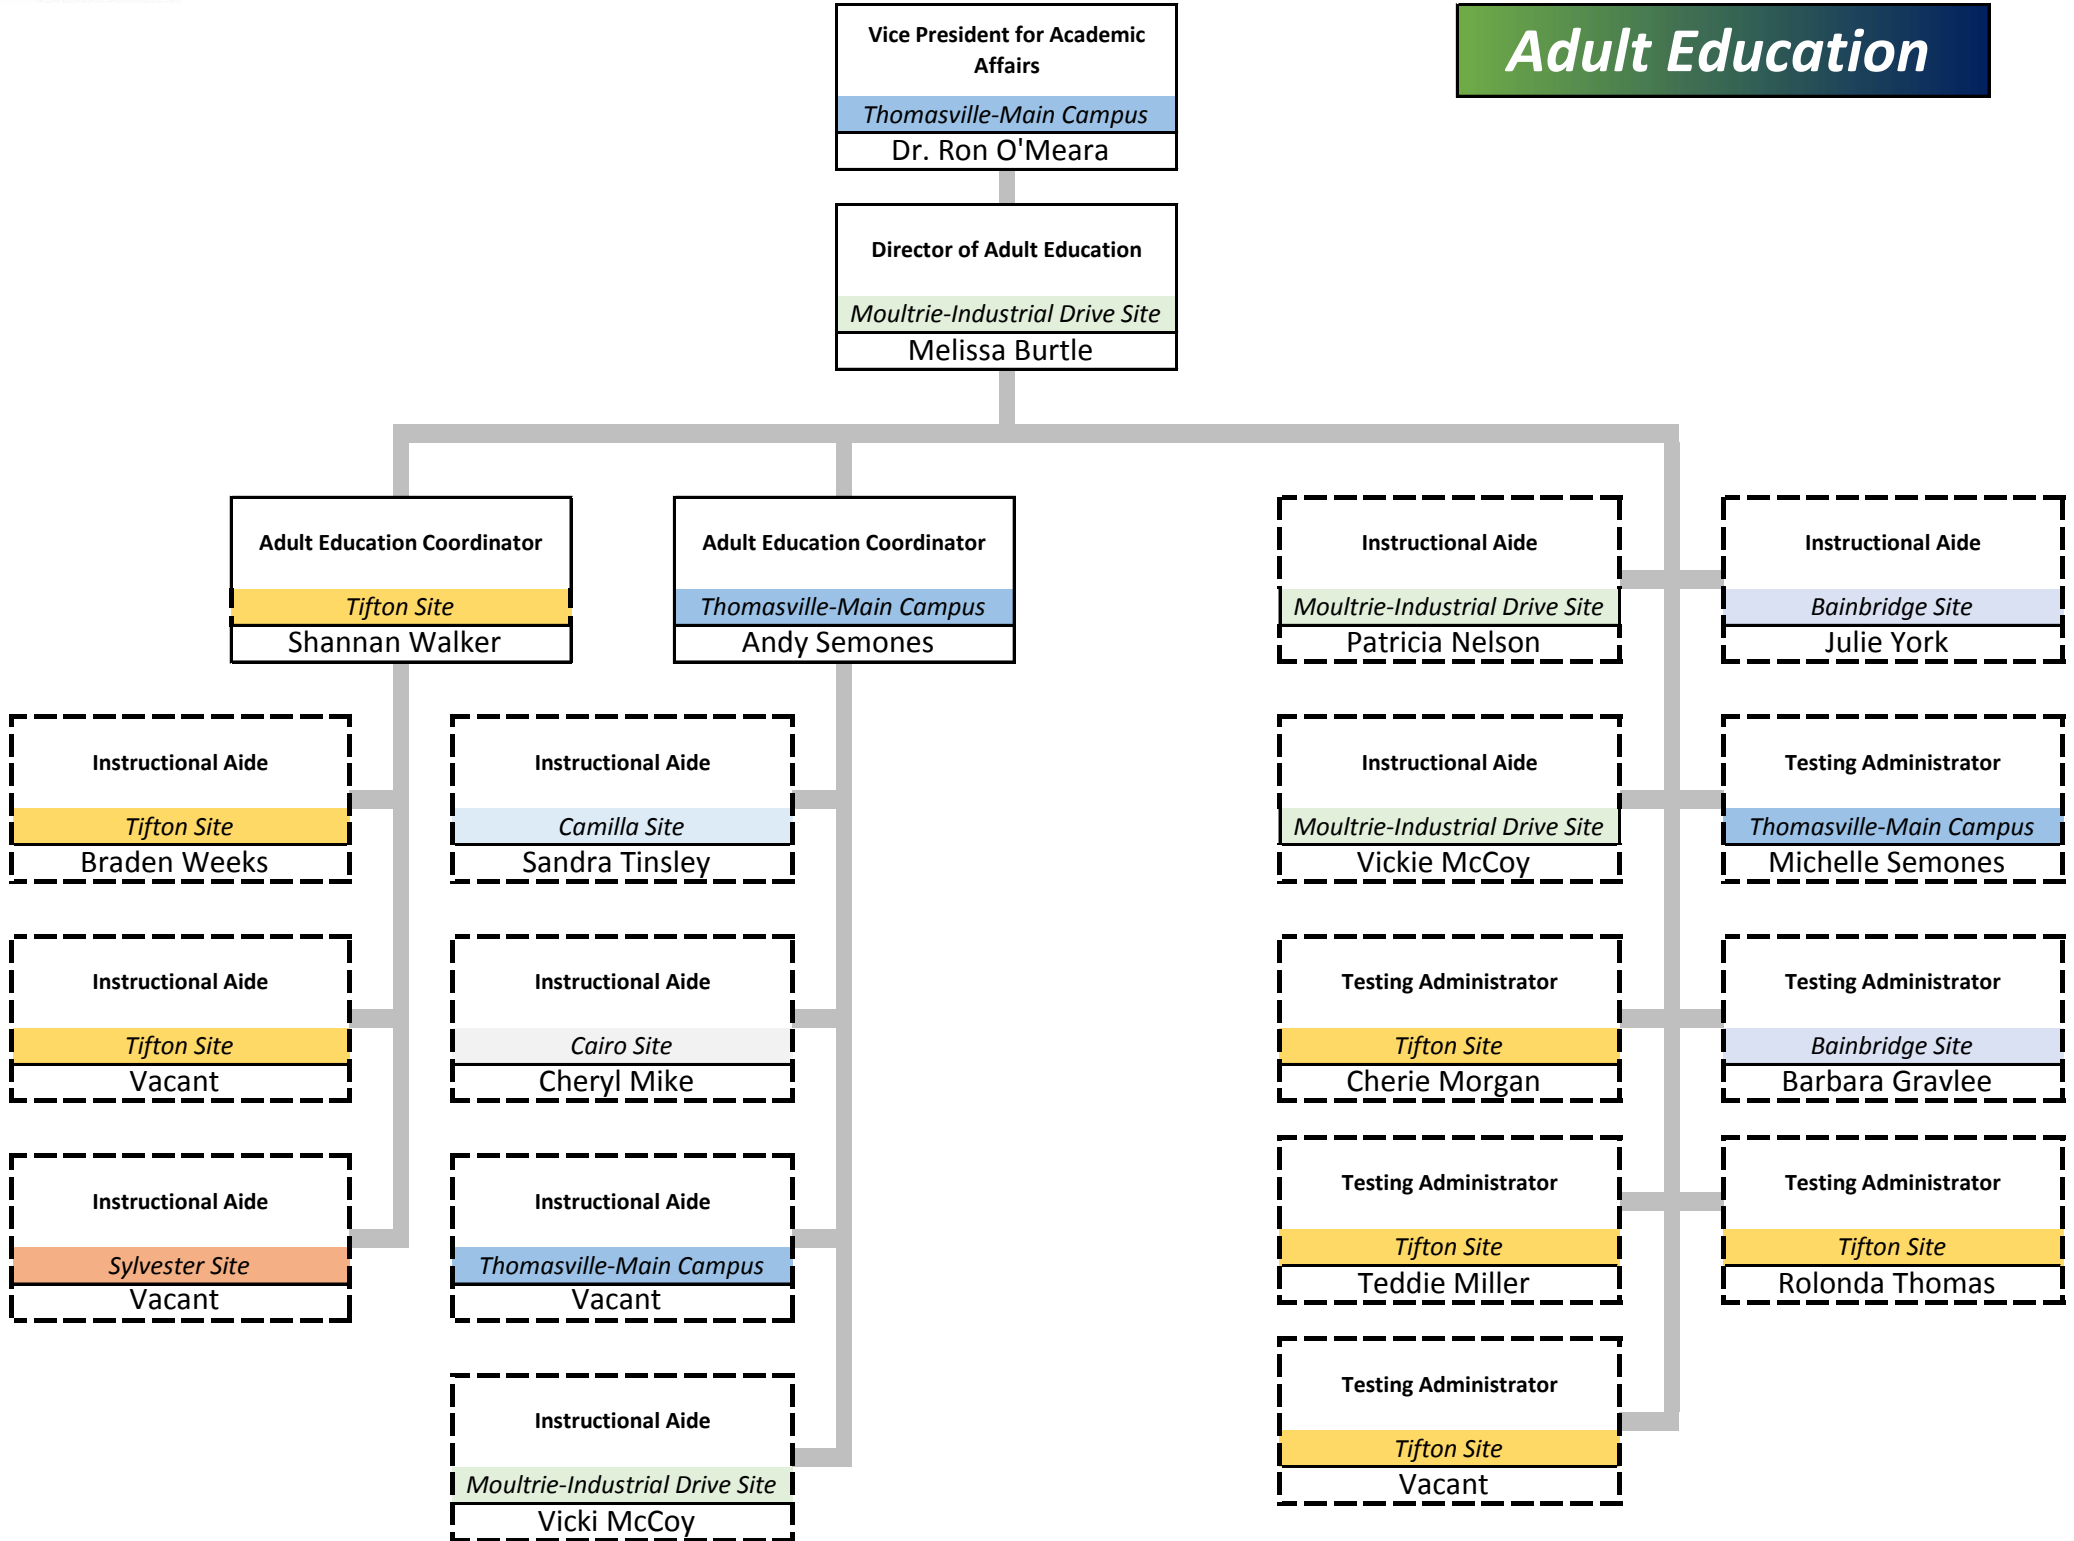 Adult Education
Vice President for Academic
Affairs
Thomasville-Main Campus
Dr. Ron O'Meara
Director of Adult Education
Moultrie-Industrial Drive Site
Melissa Burtle
Adult Education Coordinator
Tifton Site
Shannan Walker
Adult Education Coordinator
Thomasville-Main Campus
Andy Semones
Instructional Aide
Moultrie-Industrial Drive Site
Patricia Nelson
Instructional Aide
Bainbridge Site
Julie York
Instructional Aide
Tifton Site
Braden Weeks
Instructional Aide
Camilla Site
Sandra Tinsley
Instructional Aide
Moultrie-Industrial Drive Site
Vickie McCoy
Testing Administrator
Thomasville-Main Campus
Michelle Semones
Instructional Aide
Tifton Site
Vacant
Instructional Aide
Cairo Site
Cheryl Mike
Testing Administrator
Tifton Site
Cherie Morgan
Testing Administrator
Bainbridge Site
Barbara Gravlee
Instructional Aide
Sylvester Site
Vacant
Instructional Aide
Thomasville-Main Campus
Vacant
Testing Administrator
Tifton Site
Teddie Miller
Testing Administrator
Tifton Site
Rolonda Thomas
Instructional Aide
Moultrie-Industrial Drive Site
Vicki McCoy
Testing Administrator
Tifton Site
Vacant